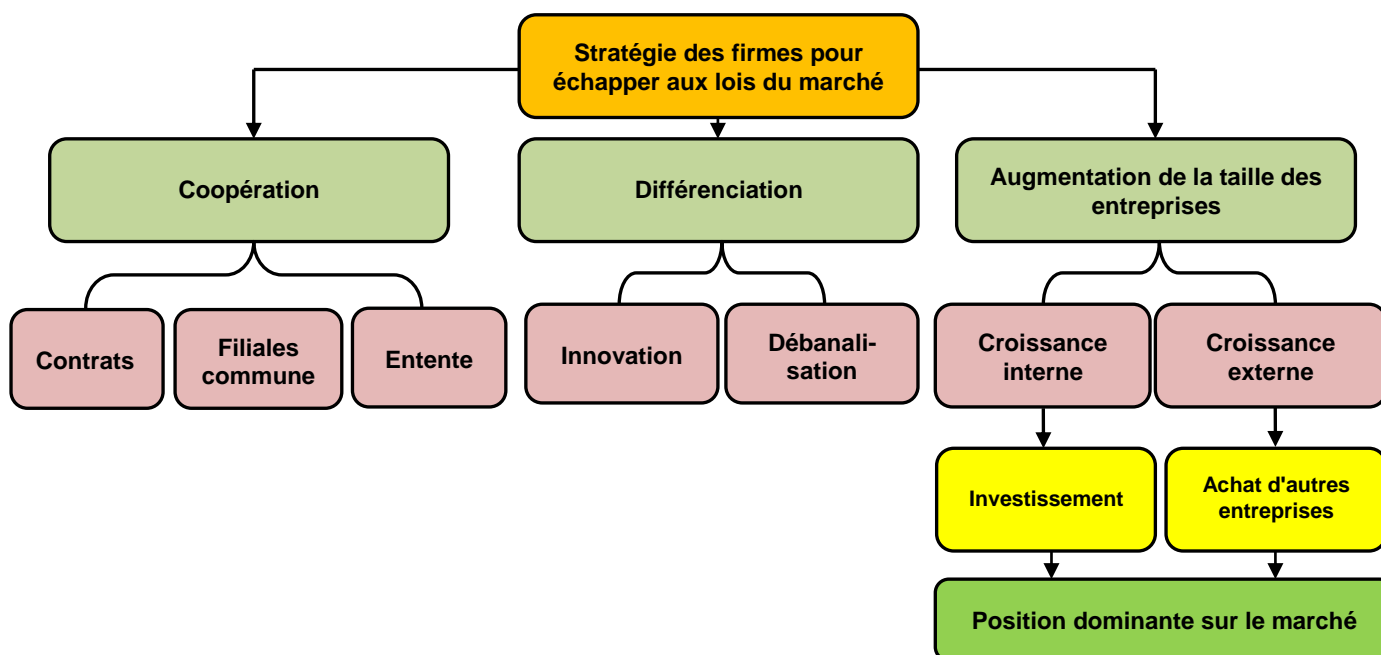 Stratégie des firmes pour
échapper aux lois du marché
Coopération
Différenciation
Augmentation de la taille des
entreprises
Contrats
Filiales
commune
Entente
Innovation
Débanali-
sation
Croissance
interne
Croissance
externe
Investissement
Achat d'autres
entreprises
Position dominante sur le marché